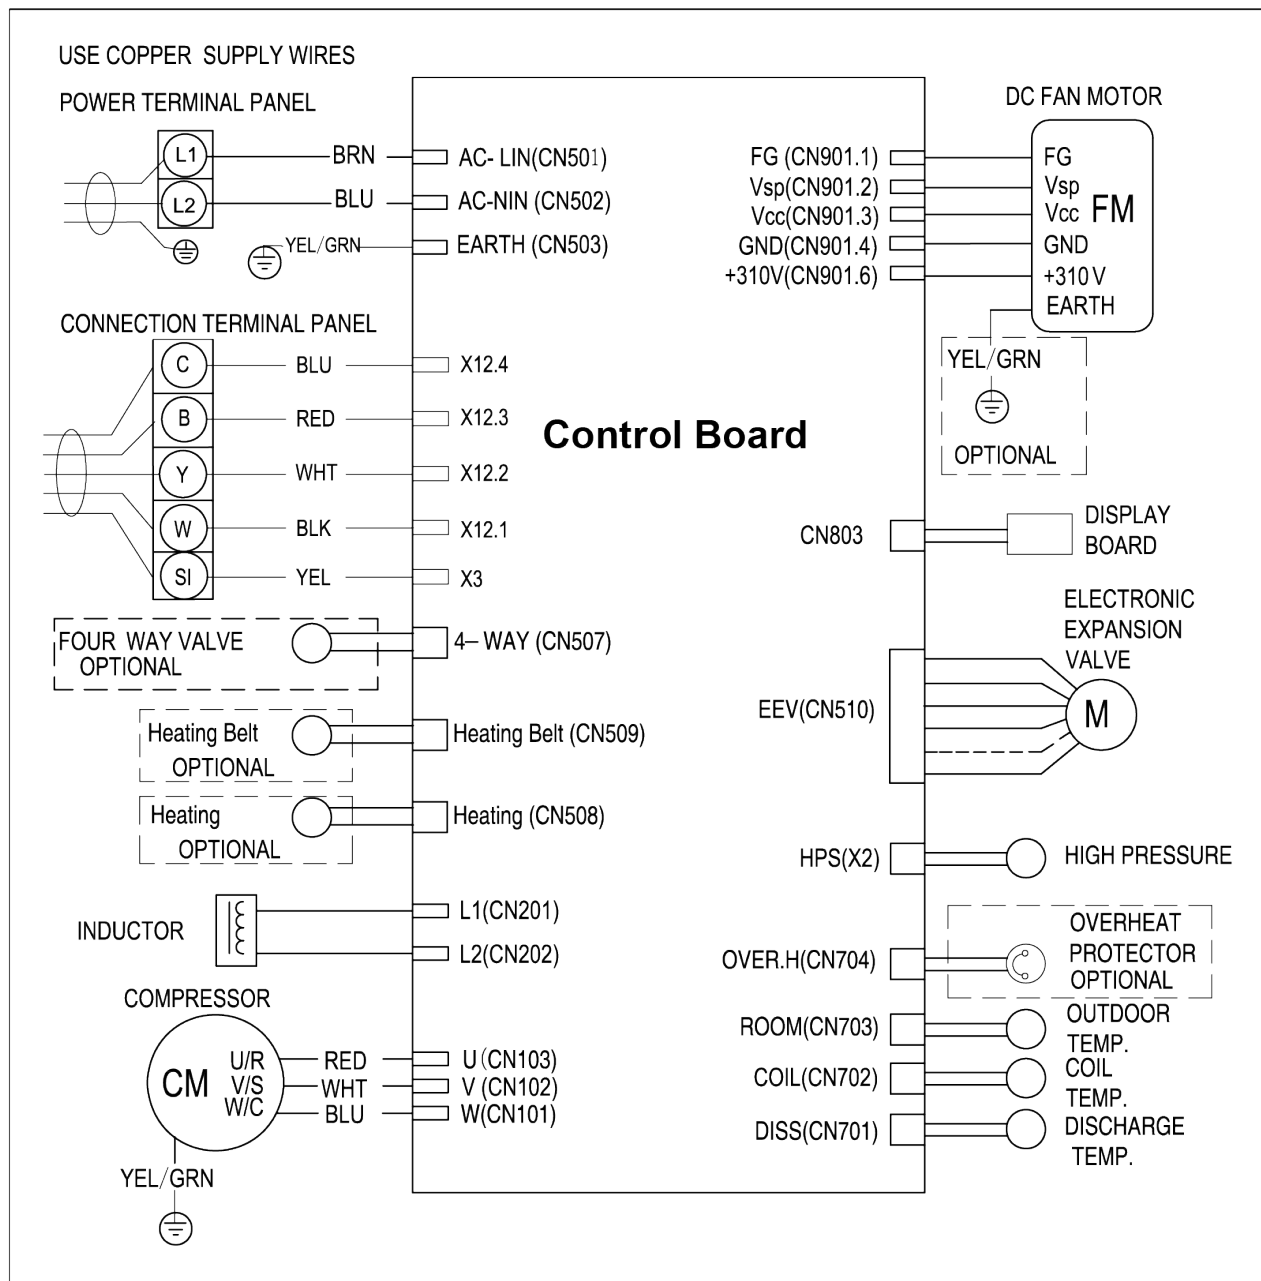 USE COPPER SUPPLY WIRES
POWER TERMINAL PANEL
L1
BRN
AC- LIN(CN501)
L2
BLU
AC-NIN (CN502)
YEL/GRN
EARTH (CN503)
CONNECTION TERMINAL PANEL
C
BLU
X12.4
B
RED
X12.3
Y
WHT
X12.2
W
BLK
X12.1
SI
YEL
X3
FOUR WAY VALVE
OPTIONAL
4- WAY (CN507)
Heating Belt
OPTIONAL
Heating Belt (CN509)
Heating
OPTIONAL
Heating (CN508)
INDUCTOR
L1(CN201)
L2(CN202)
COMPRESSOR
CM
U/R
V/S
W/C
RED
WHT
BLU
U(CN103)
V (CN102)
W(CN101)
YEL/GRN
Control Board
DC FAN MOTOR
FG (CN901.1)
Vsp(CN901.2)
Vcc(CN901.3)
GND(CN901.4)
+310V(CN901.6)
FG
Vsp
Vcc
FM
GND
+310 V
EARTH
YEL/GRN
OPTIONAL
CN803
DISPLAY
BOARD
ELECTRONIC
EXPANSION
VALVE
EEV(CN510)
M
HPS(X2)
HIGH PRESSURE
OVER.H(CN704)
OVERHEAT
PROTECTOR
OPTIONAL
ROOM(CN703)
OUTDOOR
TEMP.
COIL(CN702)
COIL
TEMP.
DISS(CN701)
DISCHARGE
TEMP.